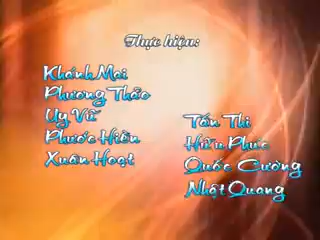 Thực hiện:
Khánh Mai
Phương Thảo
Uy Vũ
Phước Hiền
Xuân Hoạt
Tấn Thi
Hữu Phúc
Quốc Cường
Nhật Quang